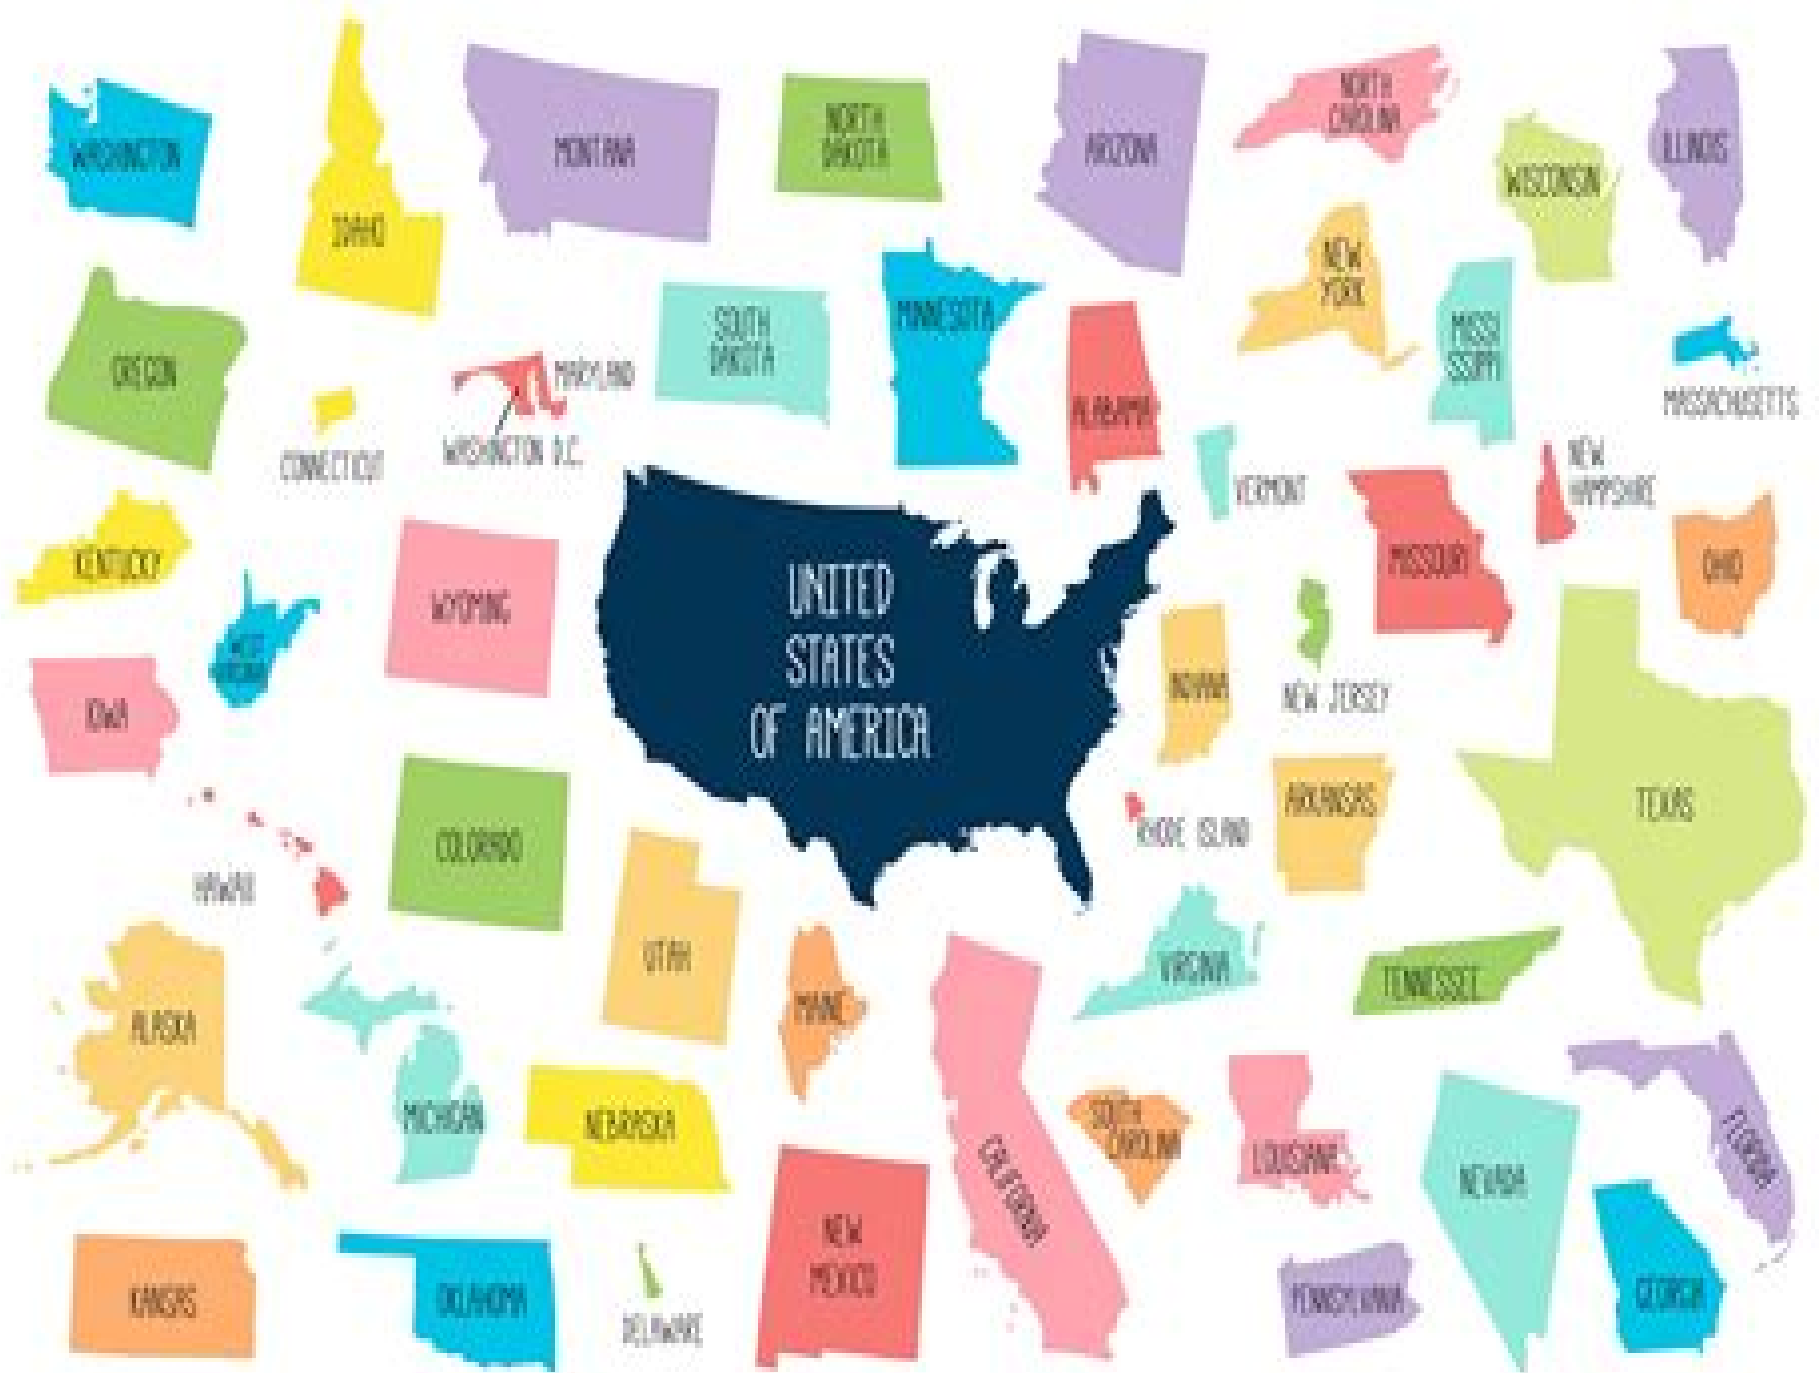 WASHINGTON
IDAHO
MONTANA
NORTH
DAKOTA
ARIZONA
NORTH
CAROLINA
WISCONSIN
ILLINOIS
OREGON
CONNECTICUT
MARYLAND
WASHINGTON D.C.
SOUTH
DAKOTA
MINNESOTA
ALABAMA
NEW
YORK
MISSI
SSIPPI
MASSACHUSETTS
KENTUCKY
WEST
VIRGINIA
WYOMING
UNITED
STATES
OF AMERICA
VERMONT
MISSOURI
NEW
HAMPSHIRE
OHIO
IOWA
INDIANA
NEW JERSEY
HAWAII
COLORADO
RHODE ISLAND
ARKANSAS
TEXAS
ALASKA
MICHIGAN
UTAH
MAINE
CALIFORNIA
VIRGINIA
TENNESSEE
NEBRASKA
SOUTH
CAROLINA
LOUISIANA
NEVADA
FLORIDA
KANSAS
OKLAHOMA
DELAWARE
NEW
MEXICO
PENNSYLVANIA
GEORGIA